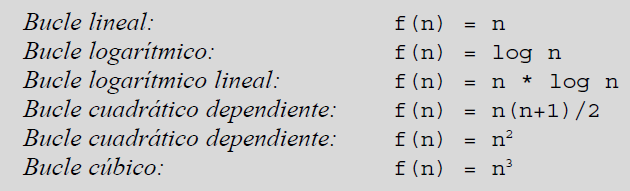 Bucle lineal: f(n) = n
Bucle logarítmico: f(n) = log n
Bucle logarítmico lineal: f(n) = n * log n
Bucle cuadrático dependiente: f(n) = n(n+1)/2
Bucle cuadrático dependiente: f(n) = n²
Bucle cúbico: f(n) = n³